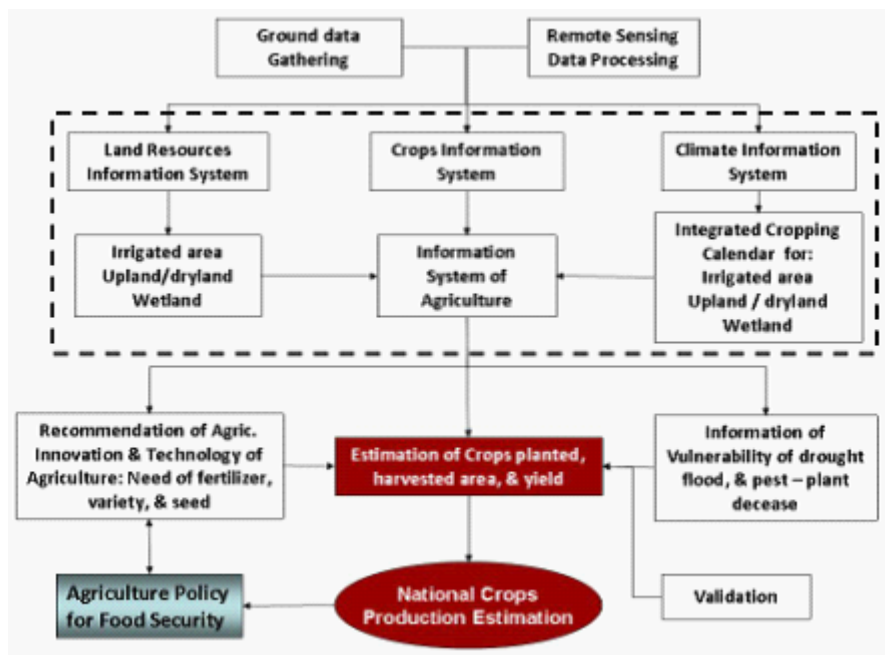 Ground data
Gathering
Remote Sensing
Data Processing
Land Resources
Information System
Crops Information
System
Climate Information
System
Irrigated area
Upland/dryland
Wetland
Information
System of
Agriculture
Integrated Cropping
Calendar for:
Irrigated area
Upland / dryland
Wetland
Recommendation of Agric.
Innovation & Technology of
Agriculture: Need of fertilizer,
variety, & seed
Estimation of Crops planted,
harvested area, & yield
Information of
Vulnerability of drought
flood, & pest – plant
decease
Agriculture Policy
for Food Security
National Crops
Production Estimation
Validation